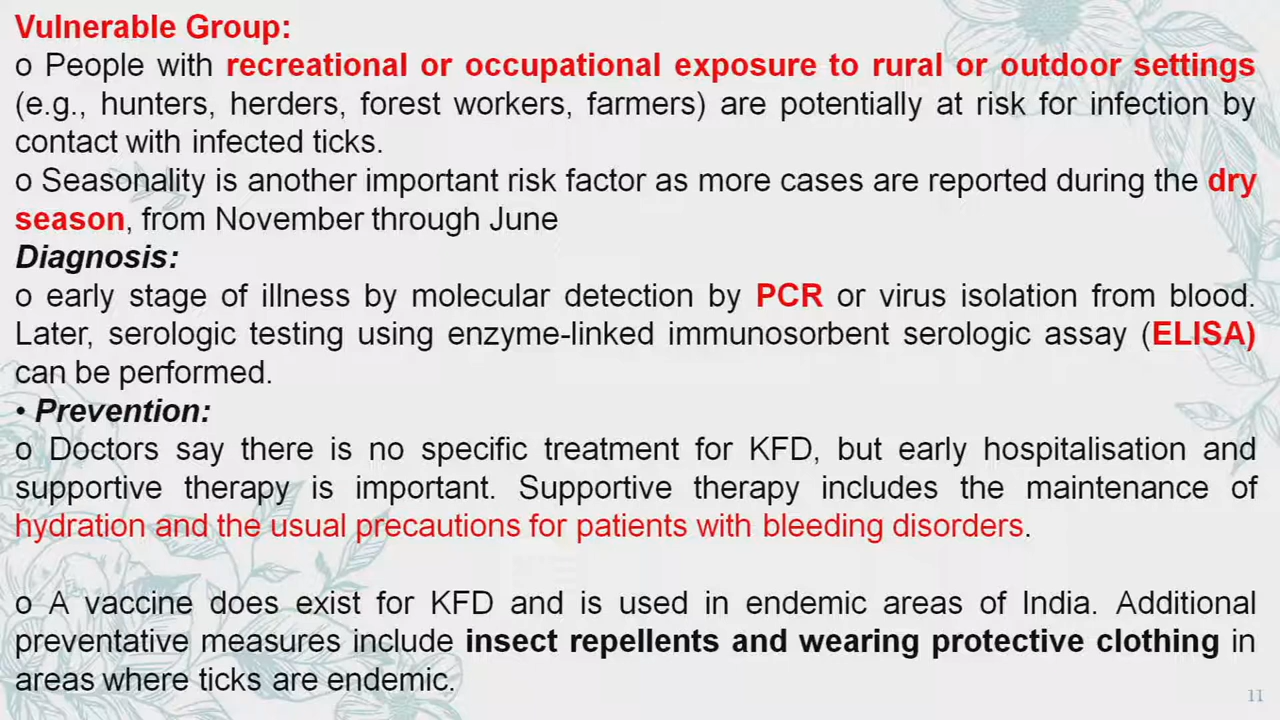 Vulnerable Group:
o People with recreational or occupational exposure to rural or outdoor settings
(e.g., hunters, herders, forest workers, farmers) are potentially at risk for infection by
contact with infected ticks.
o Seasonality is another important risk factor as more cases are reported during the dry
season, from November through June
Diagnosis:
o early stage of illness by molecular detection by PCR or virus isolation from blood.
Later, serologic testing using enzyme-linked immunosorbent serologic assay (ELISA)
can be performed.
• Prevention:
o Doctors say there is no specific treatment for KFD, but early hospitalisation and
supportive therapy is important. Supportive therapy includes the maintenance of
hydration and the usual precautions for patients with bleeding disorders.
o A vaccine does exist for KFD and is used in endemic areas of India. Additional
preventative measures include insect repellents and wearing protective clothing in
areas where ticks are endemic.
11